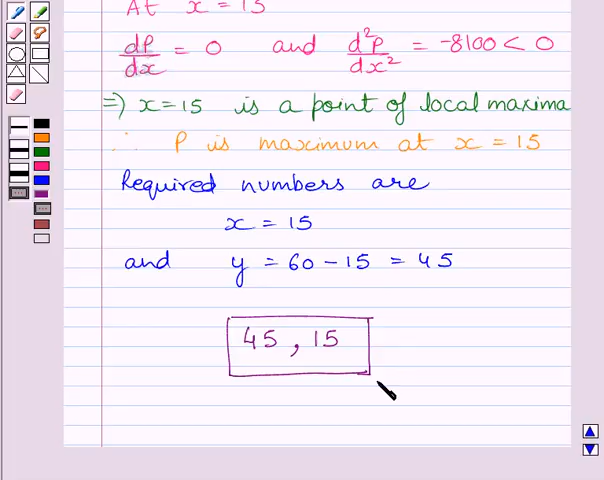 At x = 15
dP/dx = 0 and d²P/dx² = -8100 < 0
=) x = 15 is a point of local maxima
∴ P is maximum at x = 15
Required numbers are
x = 15
and y = 60 - 15 = 45
45, 15